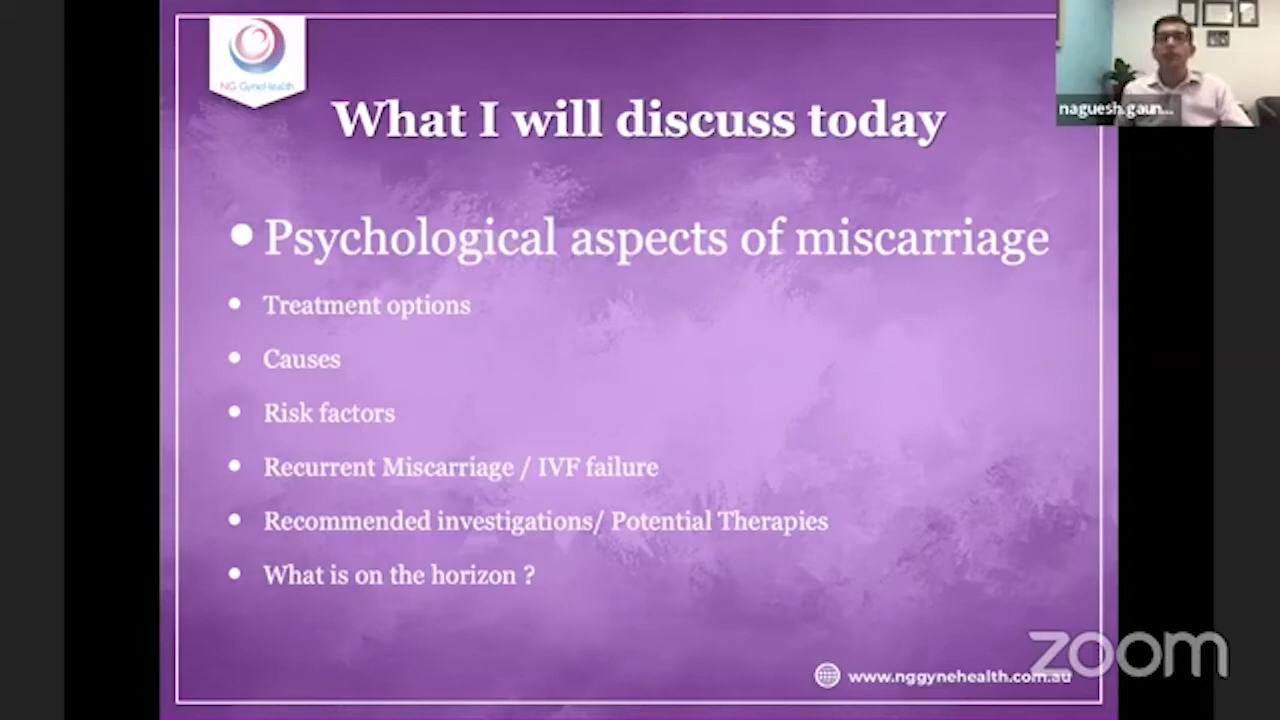 NG GyneHealth
What I will discuss today
naguesh.gaun...
• Psychological aspects of miscarriage
• Treatment options
• Causes
• Risk factors
• Recurrent Miscarriage / IVF failure
• Recommended investigations/ Potential Therapies
• What is on the horizon ?
zoom
www.nggynehealth.com.au